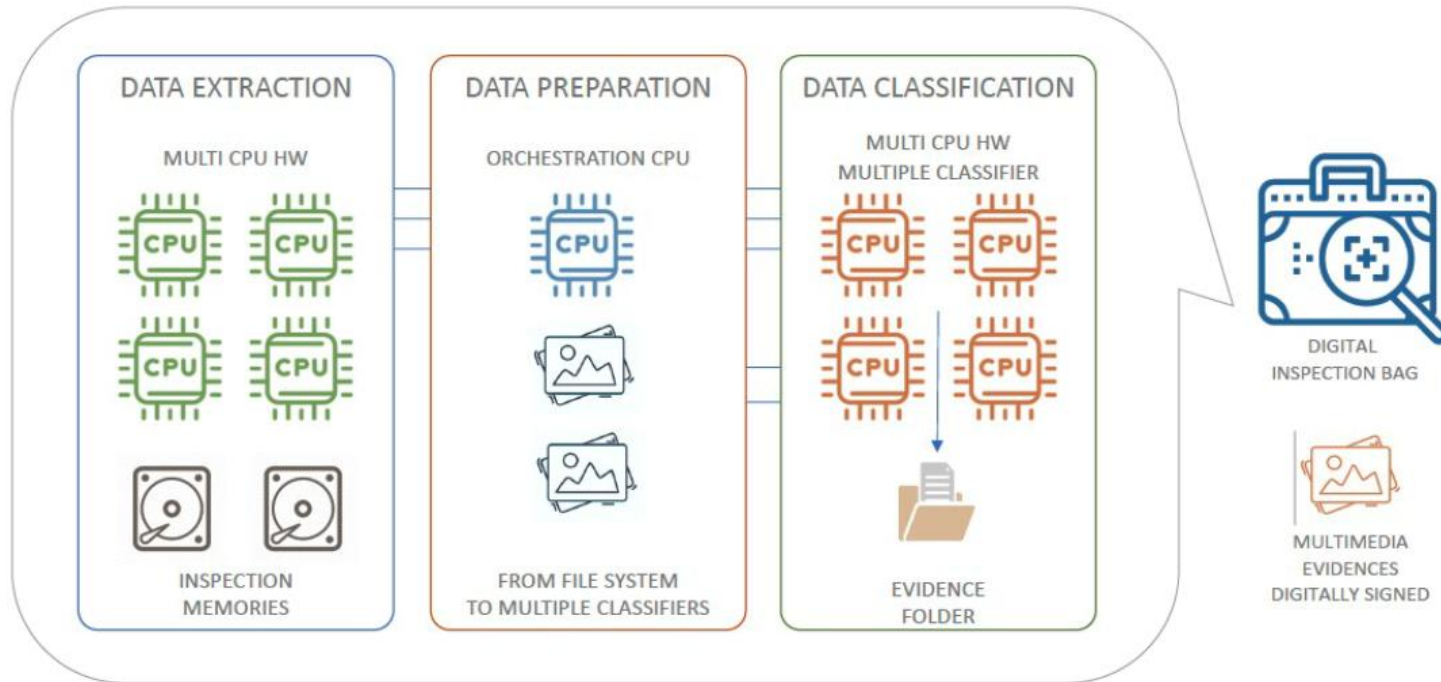 DATA EXTRACTION
MULTI CPU HW
CPU
CPU
CPU
CPU
INSPECTION
MEMORIES
DATA PREPARATION
ORCHESTRATION CPU
CPU
FROM FILE SYSTEM
TO MULTIPLE CLASSIFIERS
DATA CLASSIFICATION
MULTI CPU HW
MULTIPLE CLASSIFIER
CPU
CPU
CPU
CPU
EVIDENCE
FOLDER
DIGITAL
INSPECTION BAG
MULTIMEDIA
EVIDENCES
DIGITALLY SIGNED